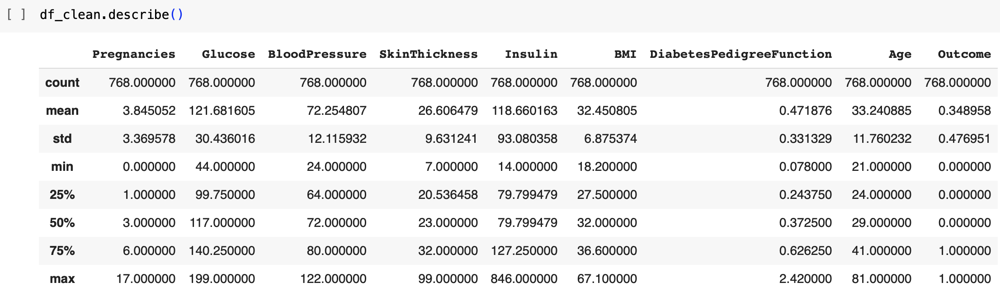 [ ] df_clean.describe()
Pregnancies Glucose BloodPressure SkinThickness Insulin BMI DiabetesPedigreeFunction Age Outcome
count 768.000000 768.000000 768.000000 768.000000 768.000000 768.000000 768.000000 768.000000 768.000000
mean 3.845052 121.681605 72.254807 26.606479 118.660163 32.450805 0.471876 33.240885 0.348958
std 3.369578 30.436016 12.115932 9.631241 93.080358 6.875374 0.331329 11.760232 0.476951
min 0.000000 44.000000 24.000000 7.000000 14.000000 18.200000 0.078000 21.000000 0.000000
25% 1.000000 99.750000 64.000000 20.536458 79.799479 27.500000 0.243750 24.000000 0.000000
50% 3.000000 117.000000 72.000000 23.000000 79.799479 32.000000 0.372500 29.000000 0.000000
75% 6.000000 140.250000 80.000000 32.000000 127.250000 36.600000 0.626250 41.000000 1.000000
max 17.000000 199.000000 122.000000 99.000000 846.000000 67.100000 2.420000 81.000000 1.000000